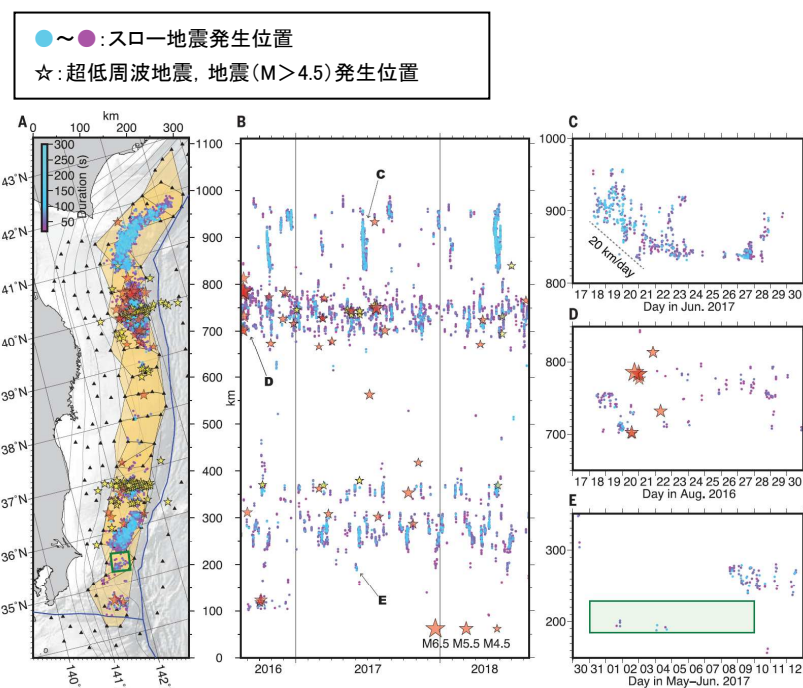 ●～●:スロー地震発生位置
☆:超低周波地震，地震(M＞4.5)発生位置
A
km
0 100 200 300
300
250
200
150
100
50
Duration (s)
43˚N
42˚N
41˚N
40˚N
39˚N
38˚N
37˚N
36˚N
35˚N
140˚ 141˚ 142˚
B
1100
1000
900
800
700
600
500
400
300
200
100
0
km
C
D
E
M6.5 M5.5 M4.5
2016 2017 2018
C
1000
900
800
20 km/day
17 18 19 20 21 22 23 24 25 26 27 28 29 30
Day in Jun. 2017
D
800
700
17 18 19 20 21 22 23 24 25 26 27 28 29 30
Day in Aug. 2016
E
300
200
30 31 01 02 03 04 05 06 07 08 09 10 11 12
Day in May−Jun. 2017